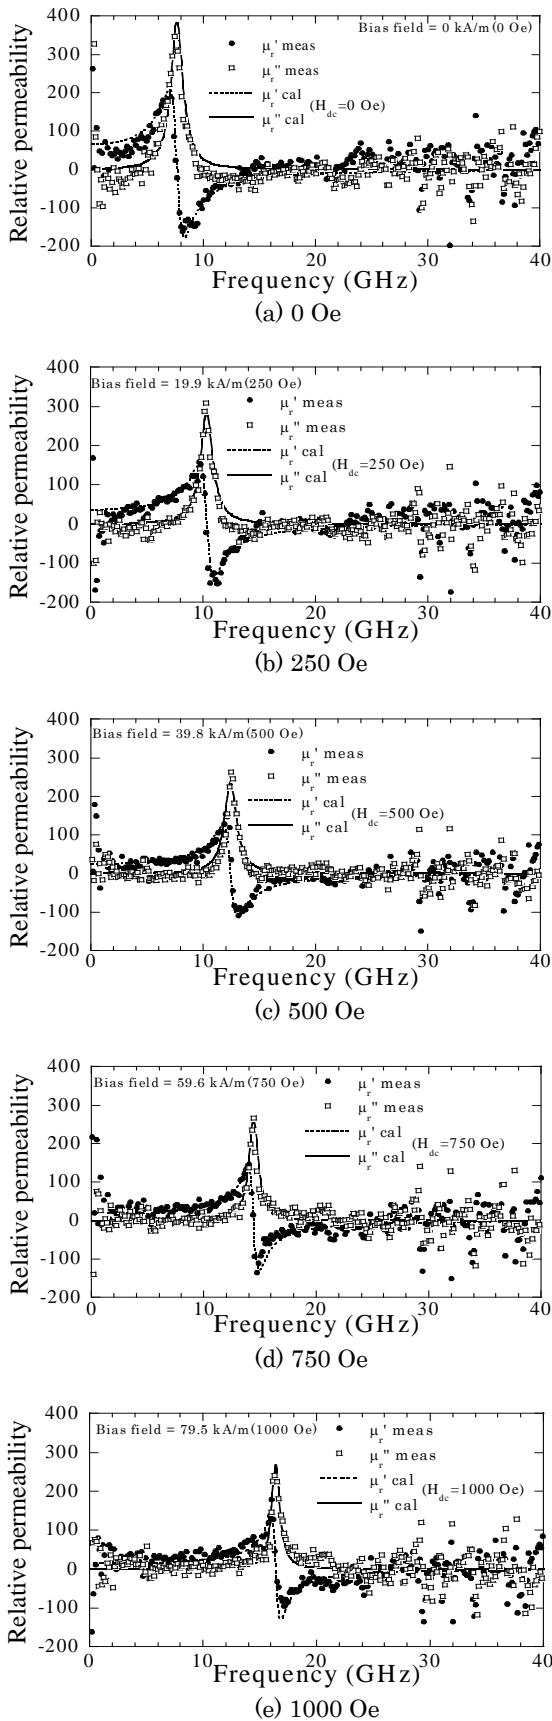 400
Bias field = 0 kA/m(0 Oe)
μr' meas
300
μr" meas
200
μr' cal
(Hdc=0 Oe)
μr" cal
100
0
-100
-200
Relative permeability
0 10 20 30 40
Frequency (GHz)
(a) 0 Oe
400
Bias field = 19.9 kA/m(250 Oe)
μr' meas
300
μr" meas
200
μr' cal
(Hdc=250 Oe)
μr" cal
100
0
-100
-200
Relative permeability
0 10 20 30 40
Frequency (GHz)
(b) 250 Oe
400
Bias field = 39.8 kA/m(500 Oe)
μr' meas
300
μr" meas
200
μr' cal
(Hdc=500 Oe)
μr" cal
100
0
-100
-200
Relative permeability
0 10 20 30 40
Frequency (GHz)
(c) 500 Oe
400
Bias field = 59.6 kA/m(750 Oe)
μr' meas
300
μr" meas
200
μr' cal
(Hdc=750 Oe)
μr" cal
100
0
-100
-200
Relative permeability
0 10 20 30 40
Frequency (GHz)
(d) 750 Oe
400
Bias field = 79.5 kA/m(1000 Oe)
μr' meas
300
μr" meas
200
μr' cal
(Hdc=1000 Oe)
μr" cal
100
0
-100
-200
Relative permeability
0 10 20 30 40
Frequency (GHz)
(e) 1000 Oe